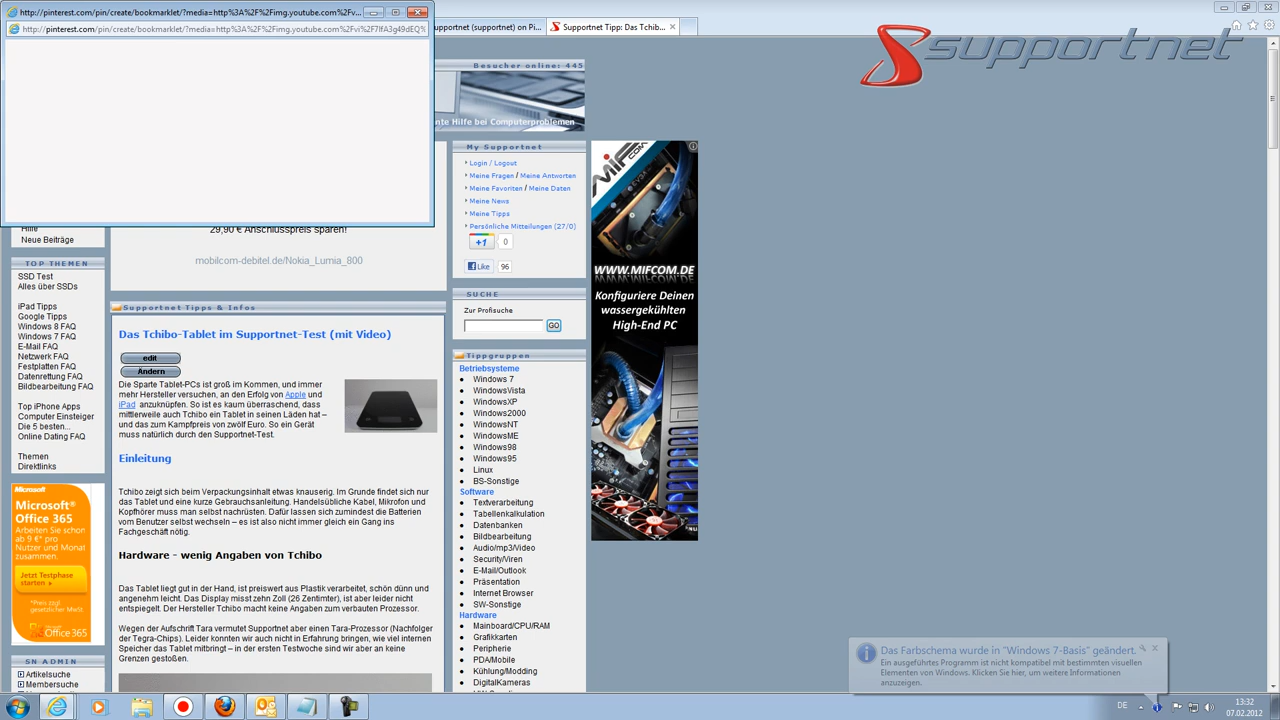 http://pinterest.com/pin/create/bookmarklet/?media=http%3A%2F%2Fimg.youtube.com%2Fv...
http://pinterest.com/pin/create/bookmarklet/?media=http%3A%2F%2Fimg.youtube.com%2Fvi%2F7IfA3g49dEQ%
upportnet (supportnet) on Pi...
Supportnet Tipp: Das Tchib...
supportnet
Besucher online: 445
nte Hilfe bei Computerproblemen
Hilfe
Neue Beiträge
TOP THEMEN
SSD Test
Alles über SSDs
iPad Tipps
Google Tipps
Windows 8 FAQ
Windows 7 FAQ
E-Mail FAQ
Netzwerk FAQ
Festplatten FAQ
Datenrettung FAQ
Bildbearbeitung FAQ
Top iPhone Apps
Computer Einsteiger
Die 5 besten...
Online Dating FAQ
Themen
Direktlinks
Microsoft
Office 365
Arbeiten Sie schon
ab 9 €* pro
Nutzer und Monat
zusammen.
Jetzt Testphase
starten »
*Preis zzgl.
gesetzlicher MwSt.
Microsoft
Office 365
SN ADMIN
Artikelsuche
Membersuche
29,90 € Anschlusspreis sparen!
mobilcom-debitel.de/Nokia_Lumia_800
Supportnet Tipps & Infos
Das Tchibo-Tablet im Supportnet-Test (mit Video)
edit
Ändern
Die Sparte Tablet-PCs ist groß im Kommen, und immer
mehr Hersteller versuchen, an den Erfolg von Apple und
iPad anzuknüpfen. So ist es kaum überraschend, dass
mittlerweile auch Tchibo ein Tablet in seinen Läden hat –
und das zum Kampfpreis von zwölf Euro. So ein Gerät
muss natürlich durch den Supportnet-Test.
Einleitung
Tchibo zeigt sich beim Verpackungsinhalt etwas knauserig. Im Grunde findet sich nur
das Tablet und eine kurze Gebrauchsanleitung. Handelsübliche Kabel, Mikrofon und
Kopfhörer muss man selbst nachrüsten. Dafür lassen sich zumindest die Batterien
vom Benutzer selbst wechseln – es ist also nicht immer gleich ein Gang ins
Fachgeschäft nötig.
Hardware - wenig Angaben von Tchibo
Das Tablet liegt gut in der Hand, ist preiswert aus Plastik verarbeitet, schön dünn und
angenehm leicht. Das Display misst zehn Zoll (26 Zentimter), ist aber leider nicht
entspiegelt. Der Hersteller Tchibo macht keine Angaben zum verbauten Prozessor.
Wegen der Aufschrift Tara vermutet Supportnet aber einen Tara-Prozessor (Nachfolger
der Tegra-Chips). Leider konnten wir auch nicht in Erfahrung bringen, wie viel internen
Speicher das Tablet mitbringt – in der ersten Testwoche sind wir aber an keine
Grenzen gestoßen.
My Supportnet
Login / Logout
Meine Fragen / Meine Antworten
Meine Favoriten / Meine Daten
Meine News
Meine Tipps
Persönliche Mitteilungen (27/0)
+1 0
Like 96
SUCHE
Zur Profisuche
GO
Tippgruppen
Betriebsysteme
Windows 7
WindowsVista
WindowsXP
Windows2000
WindowsNT
WindowsME
Windows98
Windows95
Linux
BS-Sonstige
Software
Textverarbeitung
Tabellenkalkulation
Datenbanken
Bildbearbeitung
Audio/mp3/Video
Security/Viren
E-Mail/Outlook
Präsentation
Internet Browser
SW-Sonstige
Hardware
Mainboard/CPU/RAM
Grafikkarten
Peripherie
PDA/Mobile
Kühlung/Modding
DigitalKameras
MIFCOM
WWW.MIFCOM.DE
Konfiguriere Deinen
wassergekühlten
High-End PC
Das Farbschema wurde in "Windows 7-Basis" geändert.
Ein ausgeführtes Programm ist nicht kompatibel mit bestimmten visuellen
Elementen von Windows. Klicken Sie hier, um weitere Informationen
anzuzeigen.
DE
13:32
07.02.2012